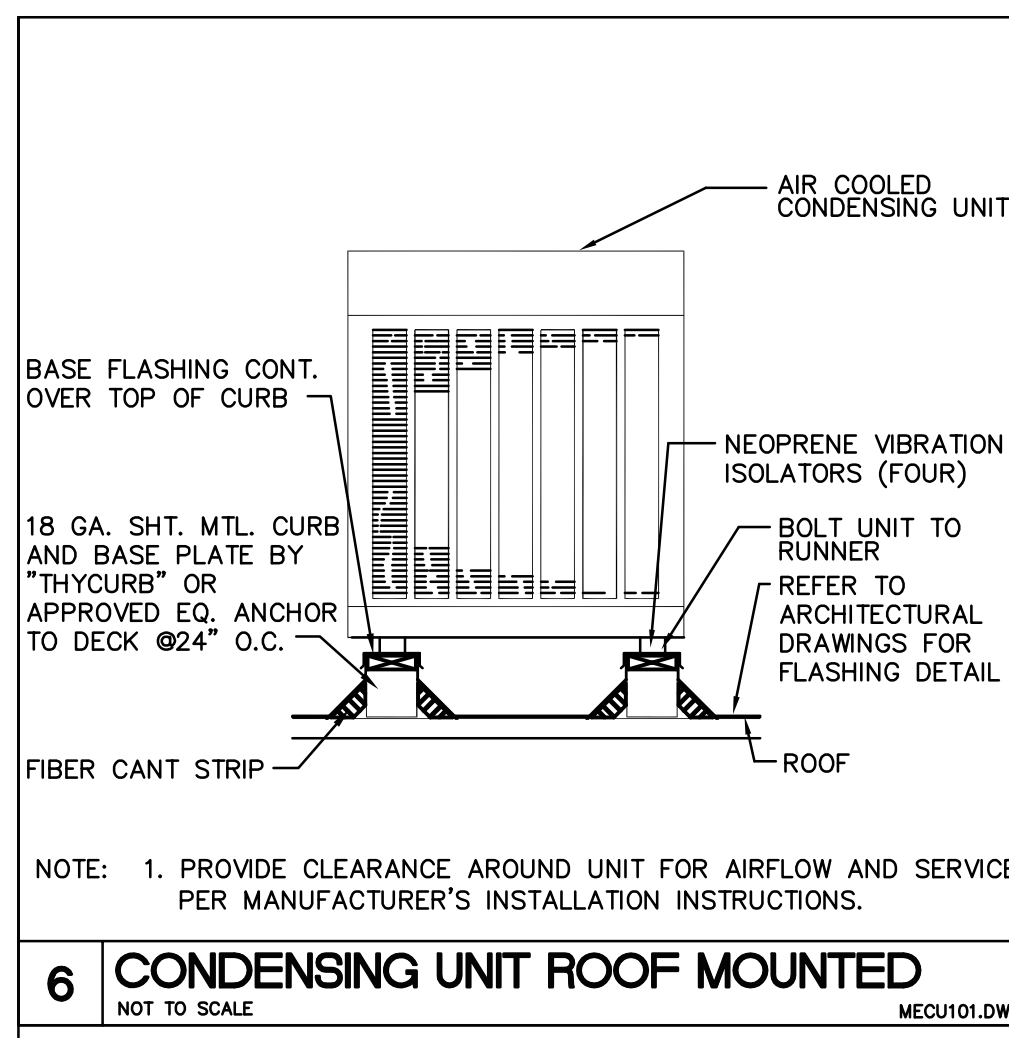 AIR COOLED
CONDENSING UNIT
BASE FLASHING CONT.
OVER TOP OF CURB
NEOPRENE VIBRATION
ISOLATORS (FOUR)
18 GA. SHT. MTL. CURB
AND BASE PLATE BY
"THYCURB" OR
APPROVED EQ. ANCHOR
TO DECK @24" O.C.
BOLT UNIT TO
RUNNER
REFER TO
ARCHITECTURAL
DRAWINGS FOR
FLASHING DETAIL
FIBER CANT STRIP
ROOF
NOTE: 1. PROVIDE CLEARANCE AROUND UNIT FOR AIRFLOW AND SERVICE
PER MANUFACTURER'S INSTALLATION INSTRUCTIONS.
6 CONDENSING UNIT ROOF MOUNTED
NOT TO SCALE MECU101.DW